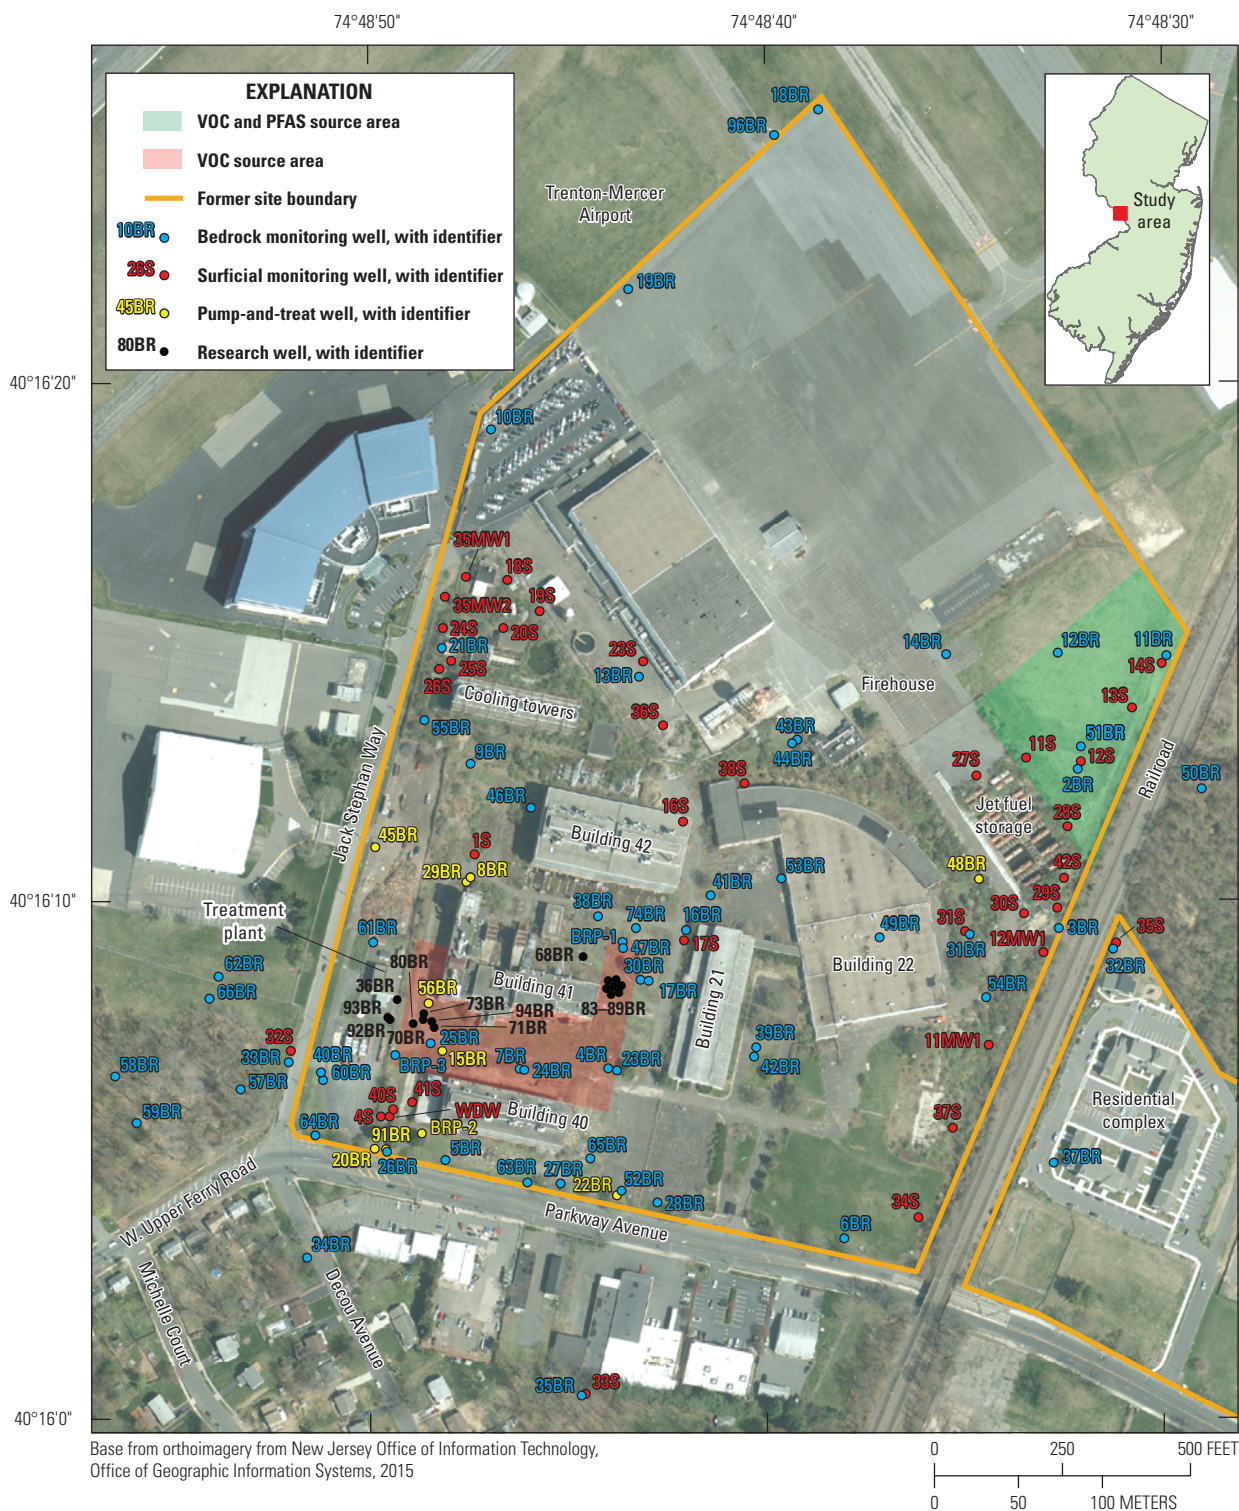 74°48'50"
74°48'40"
74°48'30"
EXPLANATION
VOC and PFAS source area
VOC source area
Former site boundary
10BR
Bedrock monitoring well, with identifier
26S
Surficial monitoring well, with identifier
45BR
Pump-and-treat well, with identifier
80BR
Research well, with identifier
Study
area
18BR
96BR
Trenton-Mercer
Airport
19BR
40°16'20"
10BR
35MW1
18S
35MW2
19S
24S
20S
21BR
25S
26S
23S
13BR
14BR
12BR
11BR
14S
Firehouse
Cooling towers
13S
36S
55BR
43BR
44BR
51BR
11S
12S
27S
2BR
50BR
Railroad
9BR
38S
46BR
16S
Jet fuel
storage
28S
Jack Stephan Way
45BR
1S
Building 42
29BR
8BR
53BR
48BR
42S
41BR
40°16'10"
Treatment
plant
38BR
74BR
16BR
29S
30S
31S
61BR
BRP-1
47BR
17S
49BR
31BR
12MW1
3BR
35S
32BR
80BR
68BR
30BR
Building 22
62BR
36BR
56BR
Building 41
17BR
66BR
93BR
73BR
83–89BR
54BR
92BR
70BR
94BR
71BR
Building 21
32S
25BR
39BR
11MW1
33BR
40BR
BRP-3
15BR
7BR
24BR
4BR
23BR
42BR
58BR
57BR
60BR
Residential
complex
59BR
40S
41S
4S
WDW
Building 40
37S
64BR
91BR
BRP-2
20BR
26BR
5BR
65BR
37BR
63BR
27BR
52BR
22BR
28BR
34S
W. Upper Ferry Road
Parkway Avenue
6BR
34BR
Michelle Court
Decou Avenue
35BR
33S
40°16'0"
Base from orthoimagery from New Jersey Office of Information Technology,
Office of Geographic Information Systems, 2015
0 250 500 FEET
0 50 100 METERS